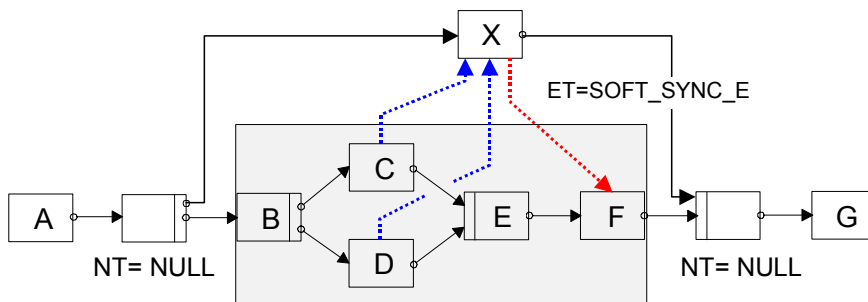 X
ET=SOFT_SYNC_E
C
A
B
E
F
G
D
NT= NULL
NT= NULL